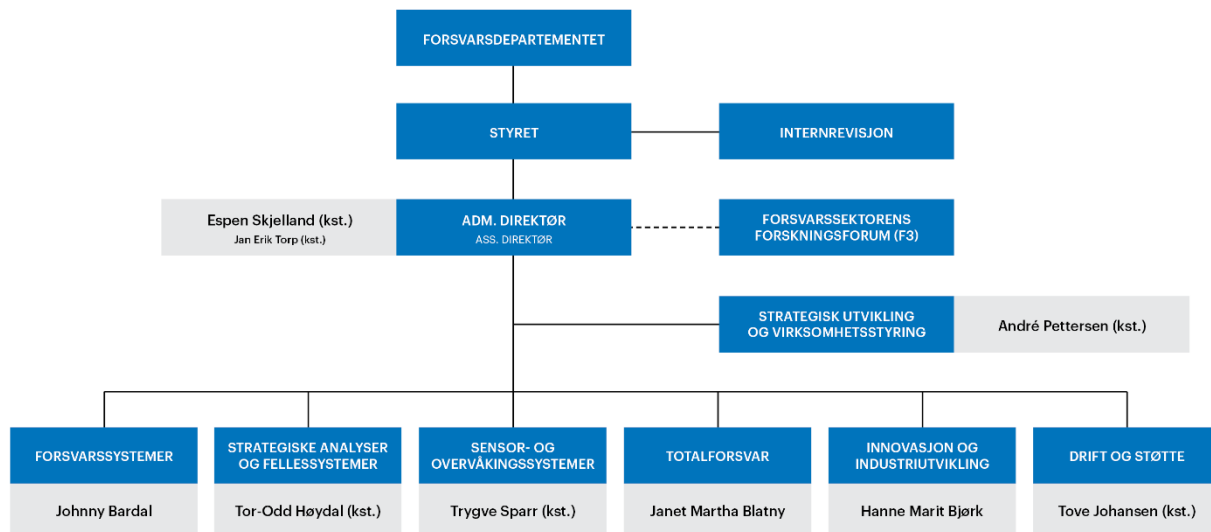 FORSVARSDEPARTEMENTET
STYRET
INTERNREVISJON
Espen Skjelland (kst.)
Jan Erik Torp (kst.)
ADM. DIREKTØR
ASS. DIREKTØR
FORSVARSSEKTORENS
FORSKNINGSFORUM (F3)
STRATEGISK UTVIKLING
OG VIRKSOMHETSSTYRING
André Pettersen (kst.)
FORSVARSSYSTEMER
Johnny Bardal
STRATEGISKE ANALYSER
OG FELLESSYSTEMER
Tor-Odd Høydal (kst.)
SENSOR- OG
OVERVÅKINGSSYSTEMER
Trygve Sparr (kst.)
TOTALFORSVAR
Janet Martha Blatny
INNOVASJON OG
INDUSTRIUTVIKLING
Hanne Marit Bjørk
DRIFT OG STØTTE
Tove Johansen (kst.)